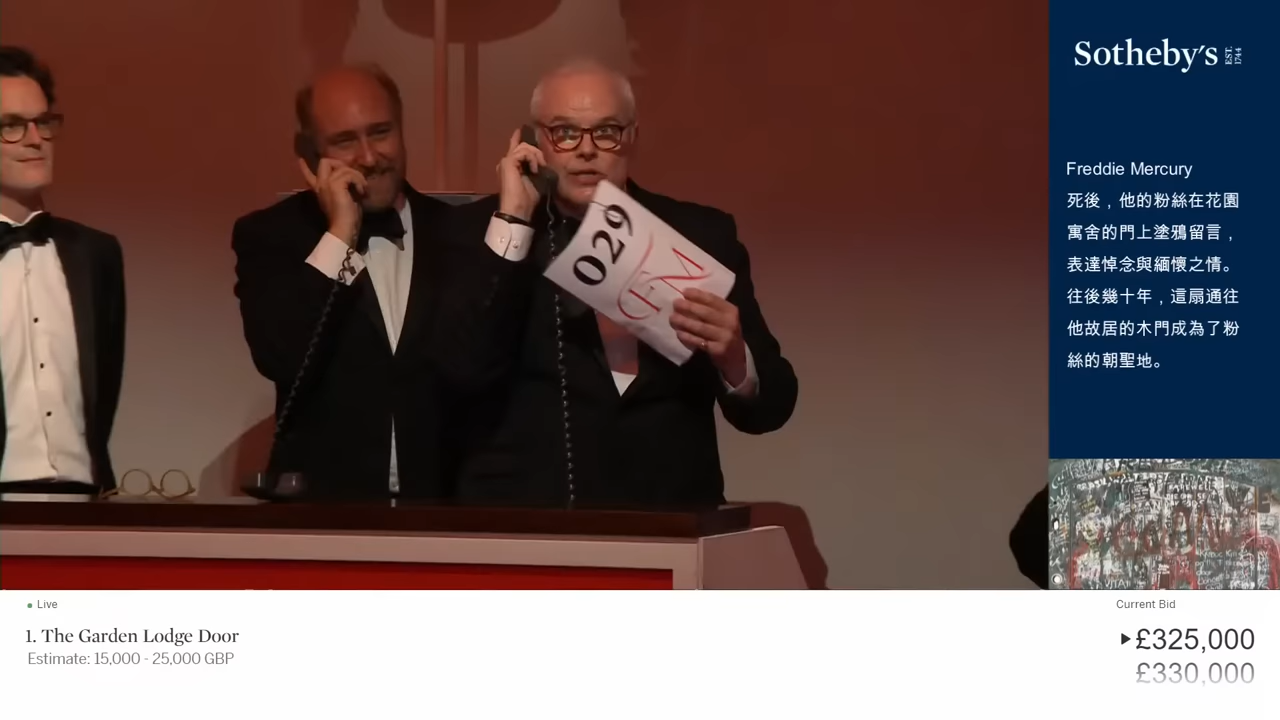 Sotheby's EST. 1744
Freddie Mercury
死後，他的粉絲在花園
寓舍的門上塗鴉留言，
表達悼念與緬懷之情。
往後幾十年，這扇通往
他故居的木門成為了粉
絲的朝聖地。
029
FM
Live
1. The Garden Lodge Door
Estimate: 15,000 - 25,000 GBP
Current Bid
£325,000
£330,000